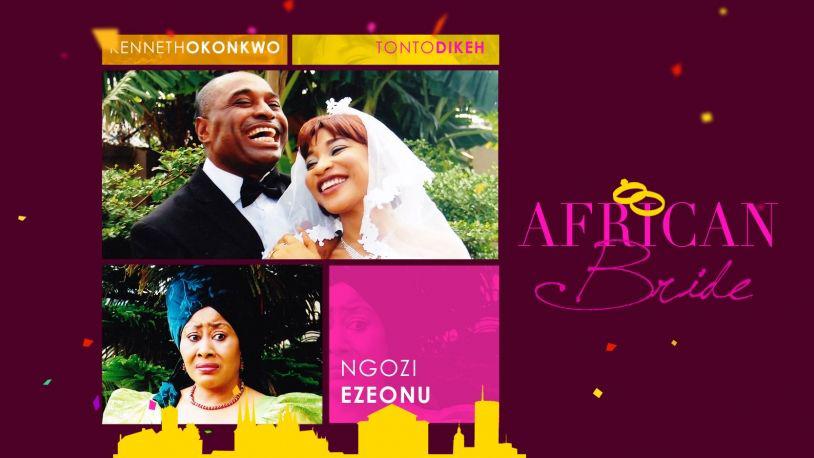 KENNETHOKONKWO
TONTODIKEH
AFRICAN
Bride
NGOZI
EZEONU